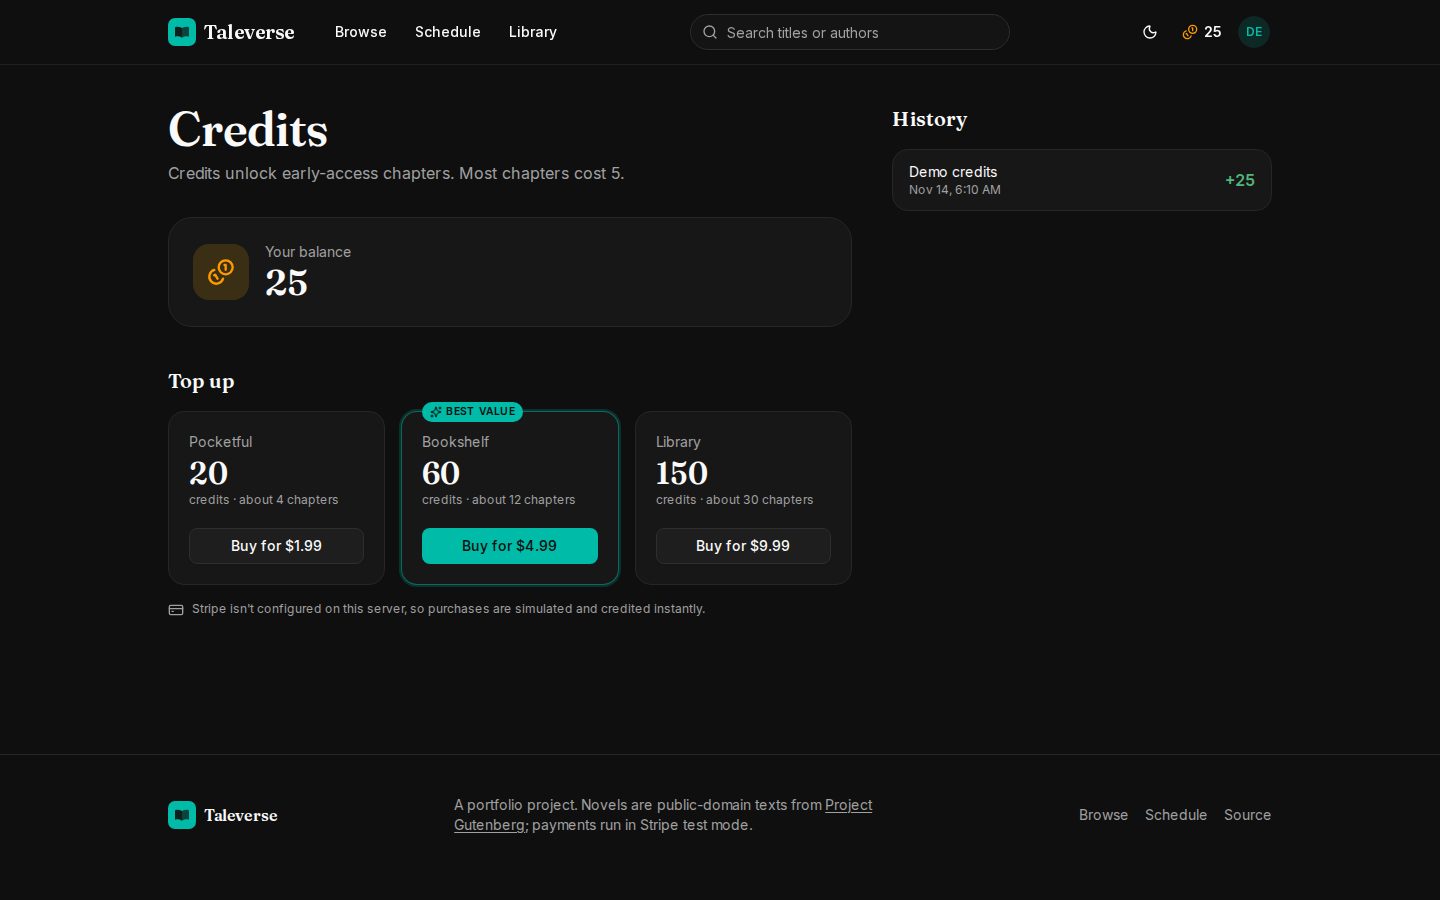 Taleverse
Browse
Schedule
Library
Search titles or authors
25
DE
Credits
Credits unlock early-access chapters. Most chapters cost 5.
Your balance
25
Top up
Pocketful
20
credits · about 4 chapters
Buy for $1.99
BEST VALUE
Bookshelf
60
credits · about 12 chapters
Buy for $4.99
Library
150
credits · about 30 chapters
Buy for $9.99
Stripe isn't configured on this server, so purchases are simulated and credited instantly.
History
Demo credits
Nov 14, 6:10 AM
+25
Taleverse
A portfolio project. Novels are public-domain texts from Project
Gutenberg; payments run in Stripe test mode.
Browse
Schedule
Source